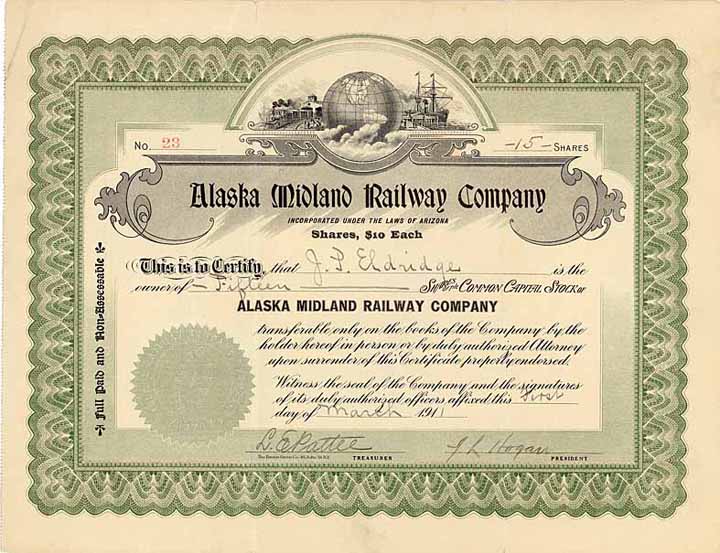 No. 23
-15- SHARES
Alaska Midland Railway Company
INCORPORATED UNDER THE LAWS OF ARIZONA
Shares, $10 Each
Full Paid and Non-Assessable
This is to Certify, that J. P. Eldridge is the
owner of - Fifteen SHARES OF THE COMMON CAPITAL STOCK OF
ALASKA MIDLAND RAILWAY COMPANY
transferable only on the books of the Company by the
holder hereof in person or by duly authorized Attorney
upon surrender of this Certificate properly endorsed.
Witness the seal of the Company and the signatures
of its duly authorized officers affixed this first
day of March 1911
L. E. Pattee
TREASURER
J L Hogan
PRESIDENT